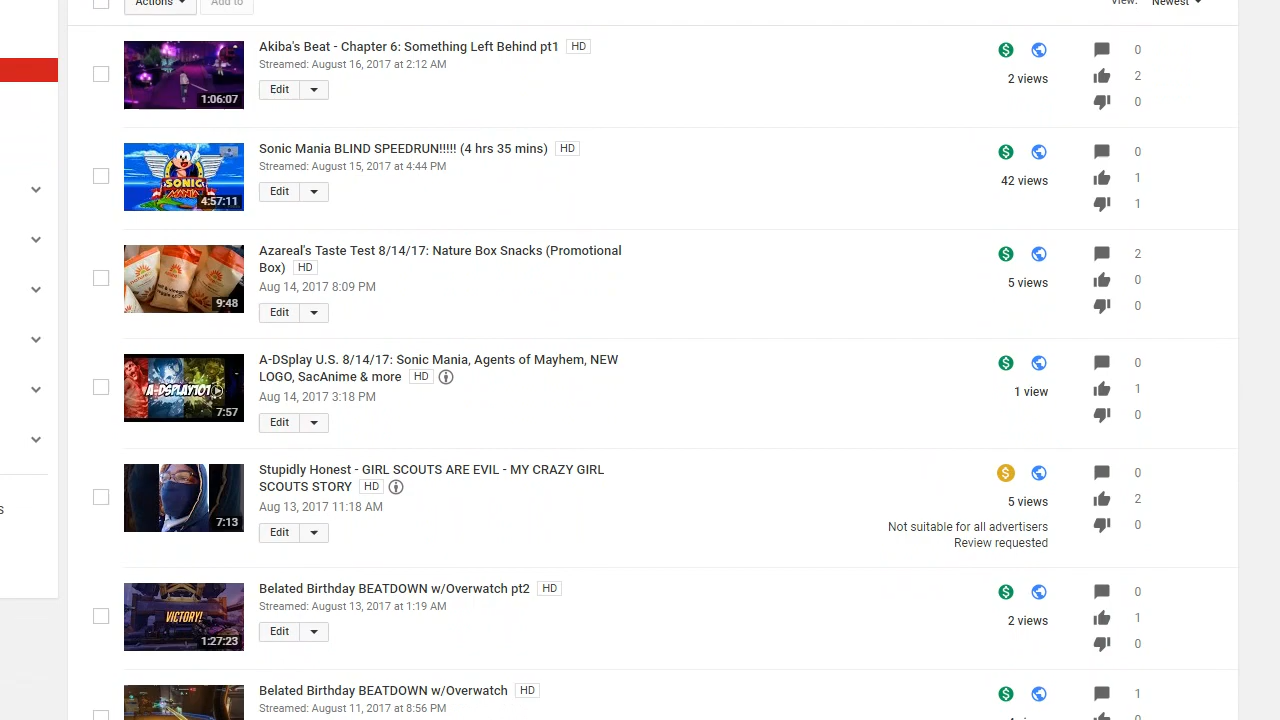 Actions Add to View: Newest
Akiba's Beat - Chapter 6: Something Left Behind pt1 HD
Streamed: August 16, 2017 at 2:12 AM
Edit
1:06:07
2 views
0
2
0
Sonic Mania BLIND SPEEDRUN!!!!! (4 hrs 35 mins) HD
Streamed: August 15, 2017 at 4:44 PM
Edit
SONIC
MANIA
4:57:11
42 views
0
1
1
Azareal's Taste Test 8/14/17: Nature Box Snacks (Promotional
Box) HD
Aug 14, 2017 8:09 PM
Edit
9:48
5 views
2
0
0
A-DSplay U.S. 8/14/17: Sonic Mania, Agents of Mayhem, NEW
LOGO, SacAnime & more HD
Aug 14, 2017 3:18 PM
Edit
A-DSPLAY101
7:57
1 view
0
1
0
Stupidly Honest - GIRL SCOUTS ARE EVIL - MY CRAZY GIRL
SCOUTS STORY HD
Aug 13, 2017 11:18 AM
Edit
7:13
5 views
Not suitable for all advertisers
Review requested
0
2
0
Belated Birthday BEATDOWN w/Overwatch pt2 HD
Streamed: August 13, 2017 at 1:19 AM
Edit
VICTORY!
1:27:23
2 views
0
1
0
Belated Birthday BEATDOWN w/Overwatch HD
Streamed: August 11, 2017 at 8:56 PM
1